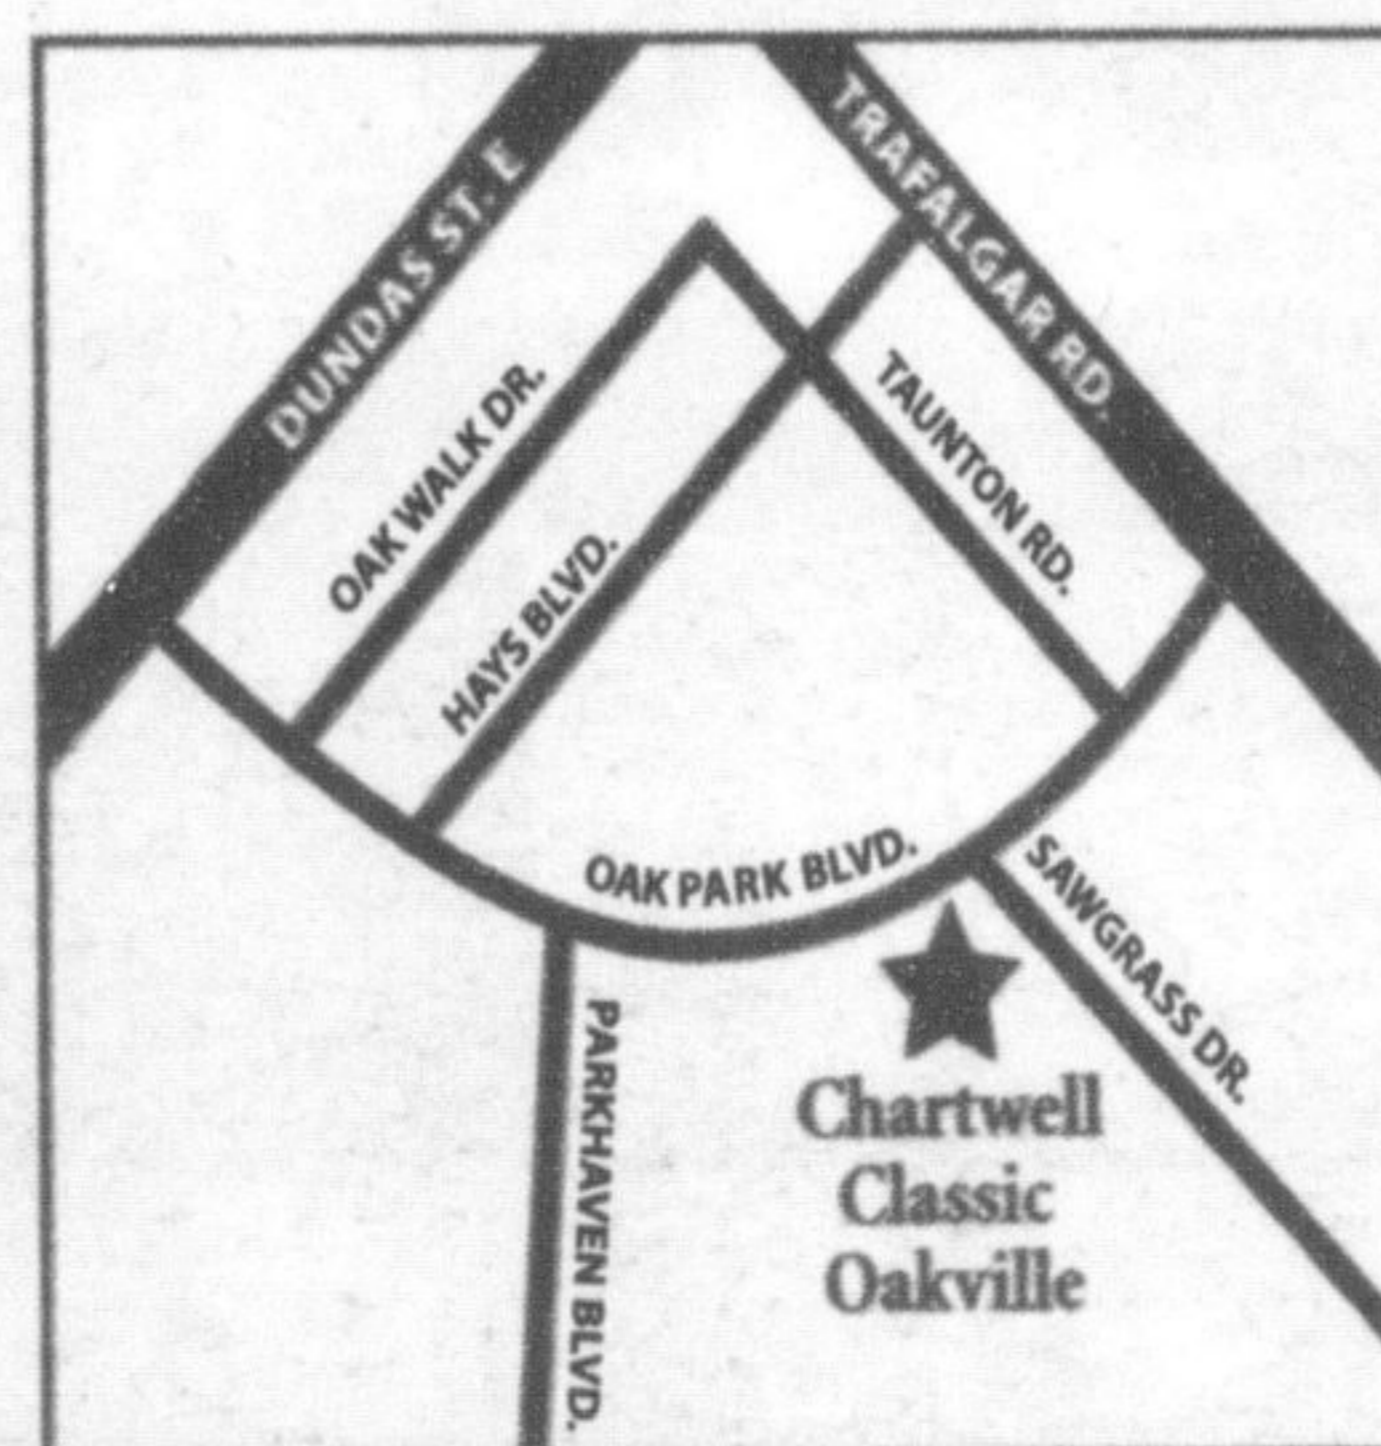 TRAFALGAR RD.
DUNDAS ST. E
OAK WALK DR.
TAUNTON RD.
HAYS BLVD.
OAK PARK BLVD.
SAWGRASS DR.
PARKHAVEN BLVD.
Chartwell
Classic
Oakville